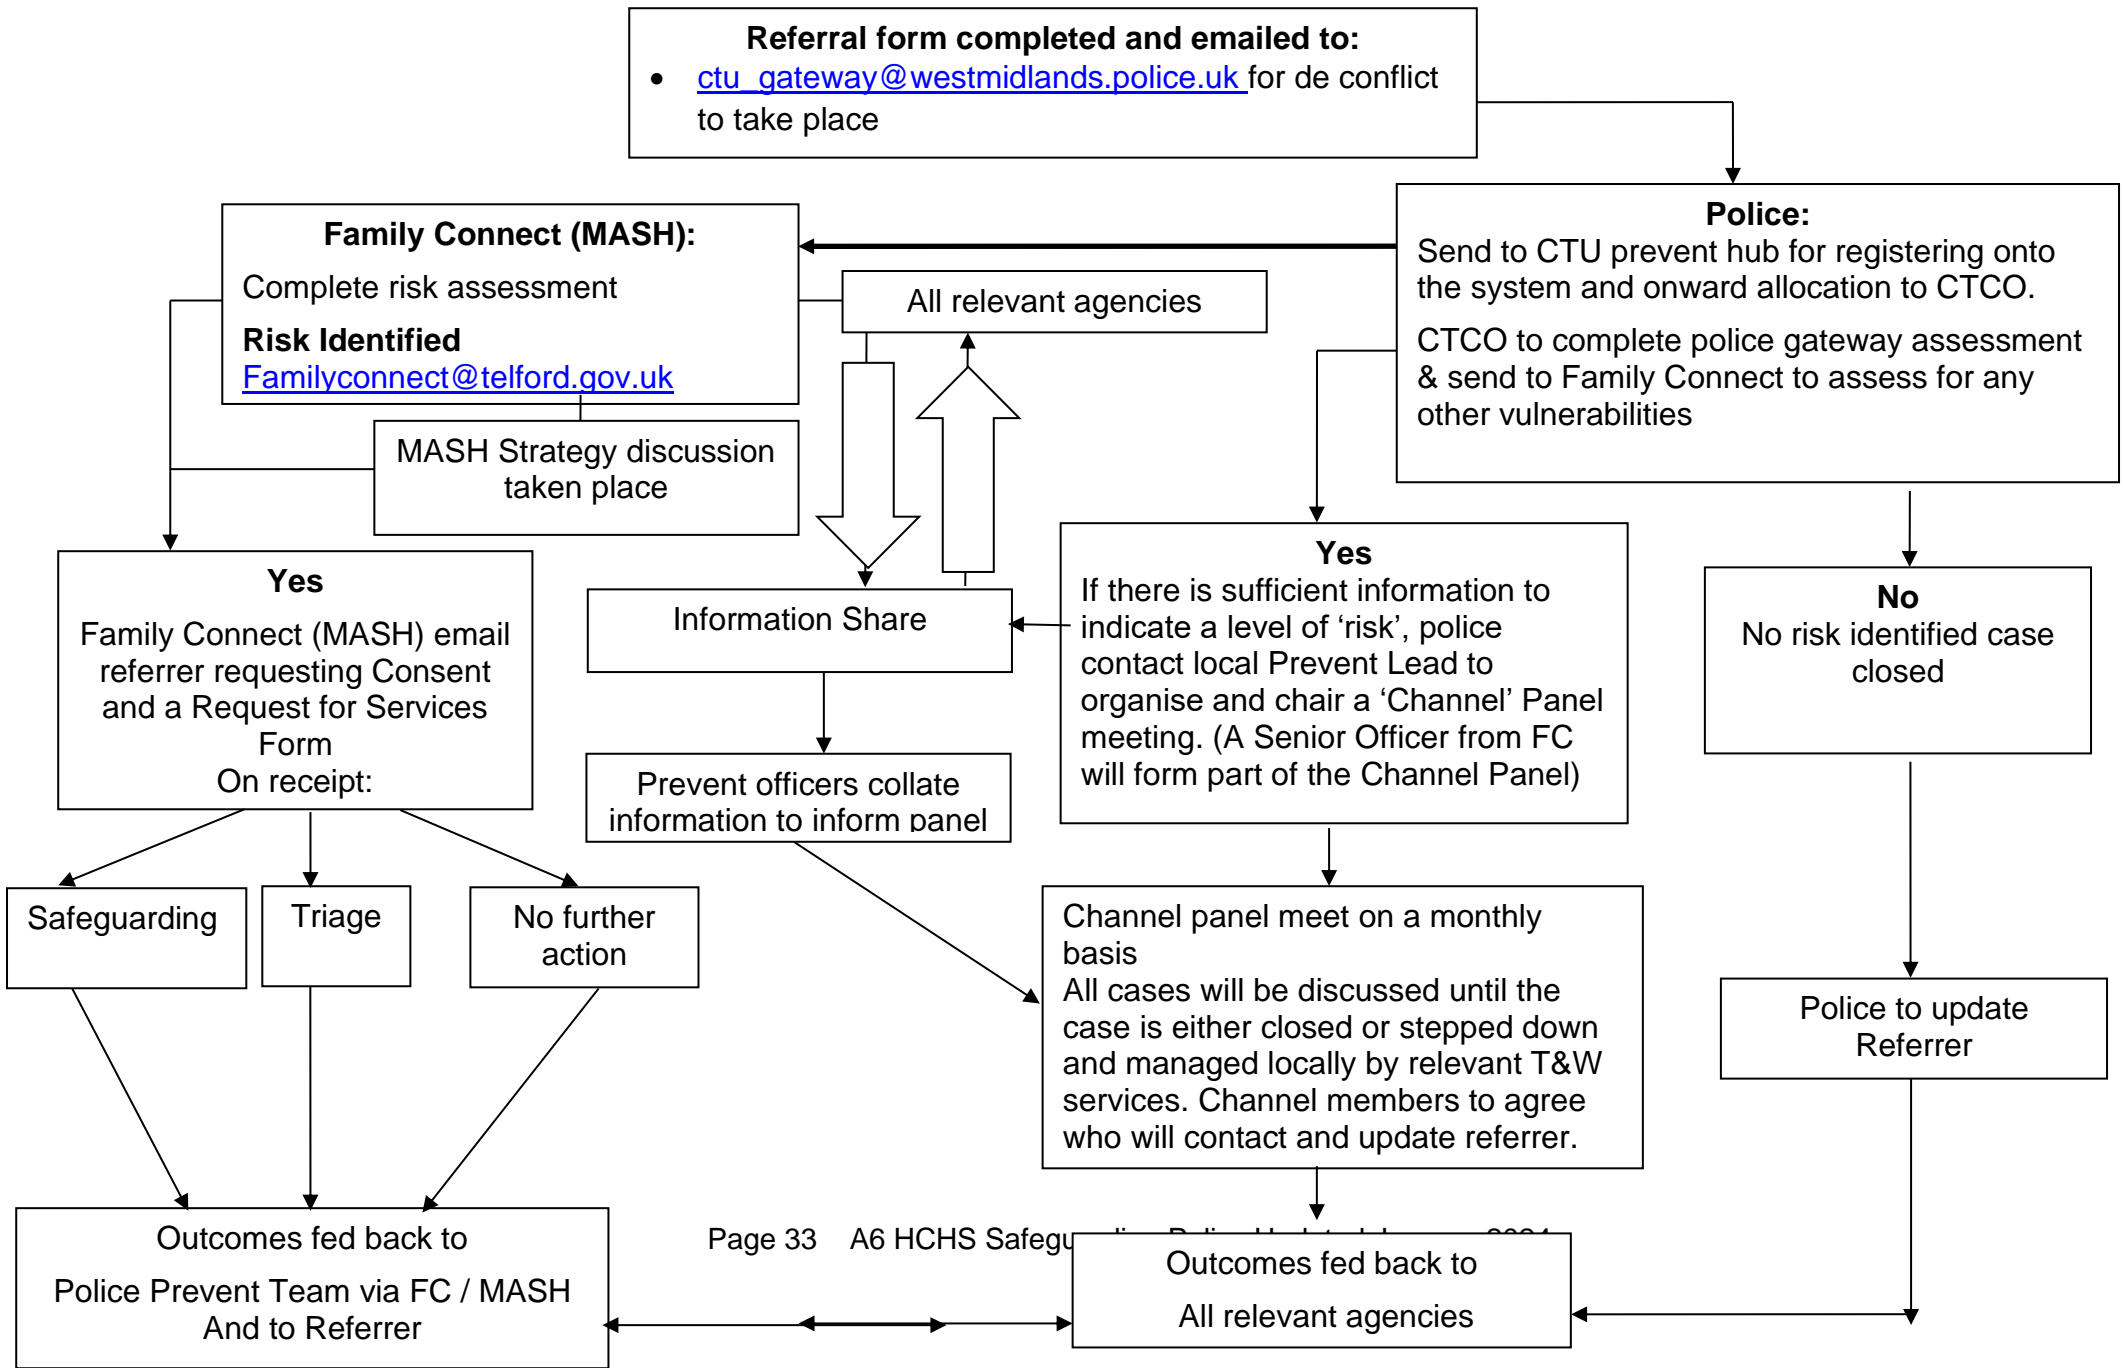 Referral form completed and emailed to:
• ctu_gateway@westmidlands.police.uk for de conflict
to take place
Family Connect (MASH):
Complete risk assessment
Risk Identified
Familyconnect@telford.gov.uk
All relevant agencies
Police:
Send to CTU prevent hub for registering onto
the system and onward allocation to CTCO.
CTCO to complete police gateway assessment
& send to Family Connect to assess for any
other vulnerabilities
MASH Strategy discussion
taken place
Yes
Family Connect (MASH) email
referrer requesting Consent
and a Request for Services
Form
On receipt:
Information Share
Yes
If there is sufficient information to
indicate a level of ‘risk’, police
contact local Prevent Lead to
organise and chair a ‘Channel’ Panel
meeting. (A Senior Officer from FC
will form part of the Channel Panel)
No
No risk identified case
closed
Prevent officers collate
information to inform panel
Safeguarding
Triage
No further
action
Channel panel meet on a monthly
basis
All cases will be discussed until the
case is either closed or stepped down
and managed locally by relevant T&W
services. Channel members to agree
who will contact and update referrer.
Police to update
Referrer
Outcomes fed back to
Police Prevent Team via FC / MASH
And to Referrer
Page 33 A6 HCHS
Outcomes fed back to
All relevant agencies